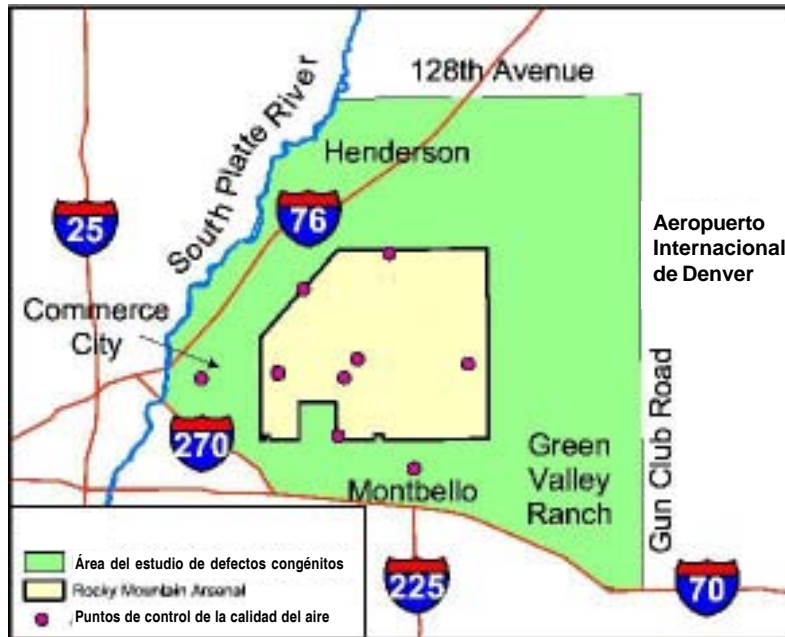 128th Avenue
South Platte River
Henderson
25
76
Aeropuerto
Internacional
de Denver
Commerce
City
Gun Club Road
270
Green
Valley
Ranch
Montbello
225
70
Área del estudio de defectos congénitos
Rocky Mountain Arsenal
Puntos de control de la calidad del aire